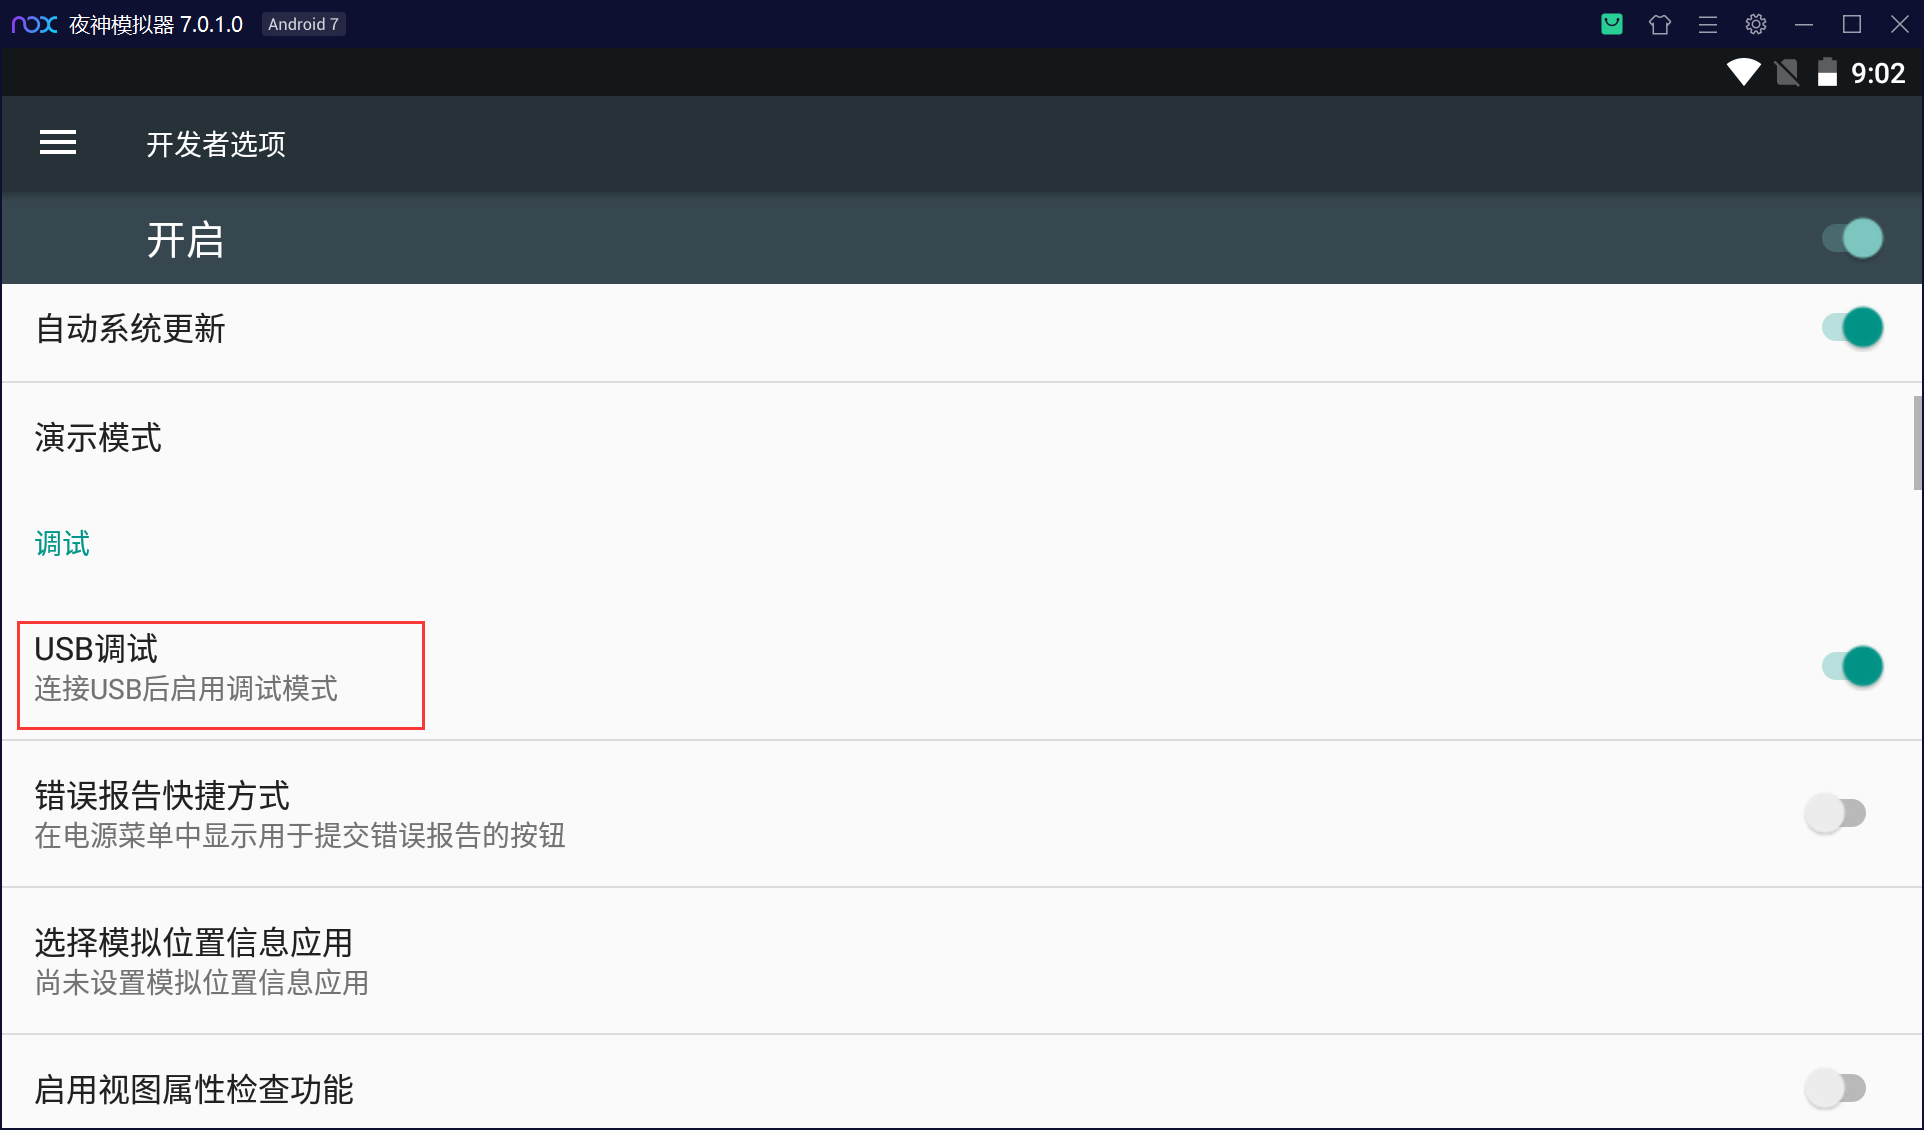 nox 夜神模拟器 7.0.1.0 Android 7
9:02
开发者选项
开启
自动系统更新
演示模式
调试
USB调试
连接USB后启用调试模式
错误报告快捷方式
在电源菜单中显示用于提交错误报告的按钮
选择模拟位置信息应用
尚未设置模拟位置信息应用
启用视图属性检查功能